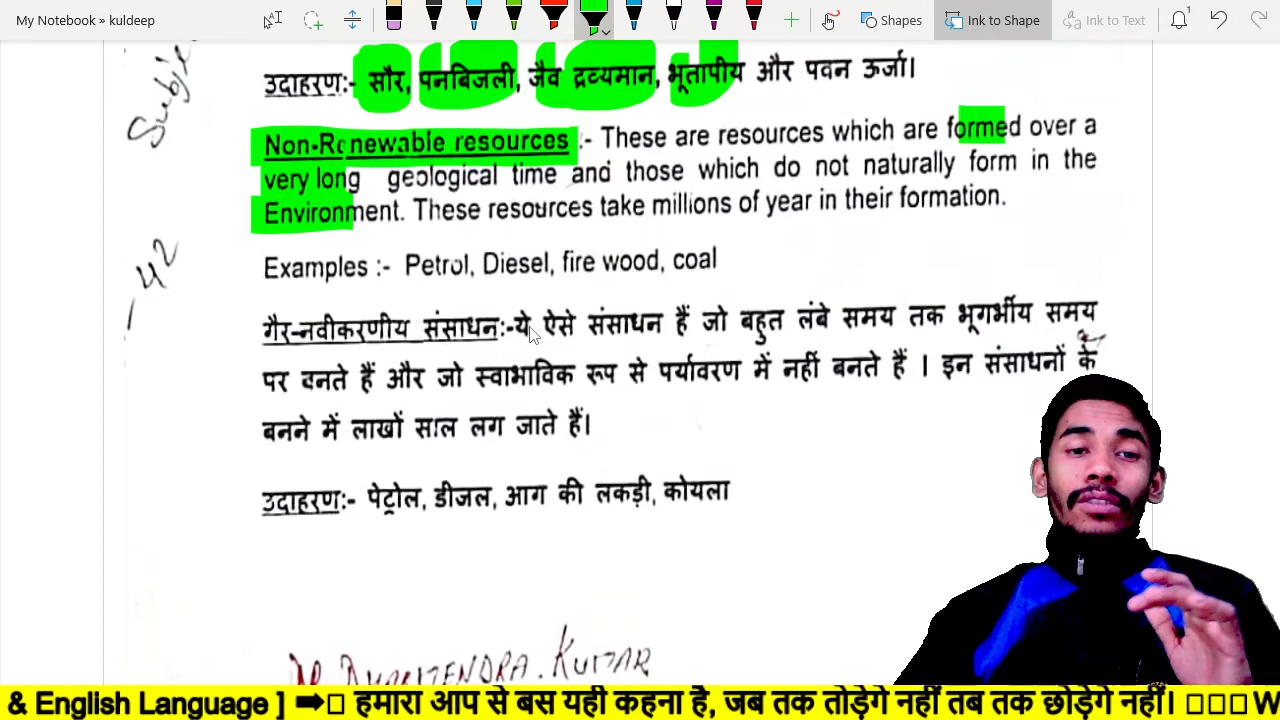 My Notebook » kuldeep
Shapes
Ink to Shape
Ink to Text
1
Subje
उदाहरण:- सौर, पनबिजली, जैव द्रव्यमान, भूतापीय और पवन ऊर्जा।
Non-Renewable resources :- These are resources which are formed over a
very long geological time and those which do not naturally form in the
Environment. These resources take millions of year in their formation.
-42
Examples :- Petrol, Diesel, fire wood, coal
गैर-नवीकरणीय संसाधन:-ये ऐसे संसाधन हैं जो बहुत लंबे समय तक भूगर्भीय समय
पर बनते हैं और जो स्वाभाविक रूप से पर्यावरण में नहीं बनते हैं । इन संसाधनों के
बनने में लाखों साल लग जाते हैं।
उदाहरण:- पेट्रोल, डीजल, आग की लकड़ी, कोयला
KUMAR
& English Language ] ➡ हमारा आप से बस यही कहना है, जब तक तोड़ेगे नहीं तब तक छोड़ेगे नहीं। W